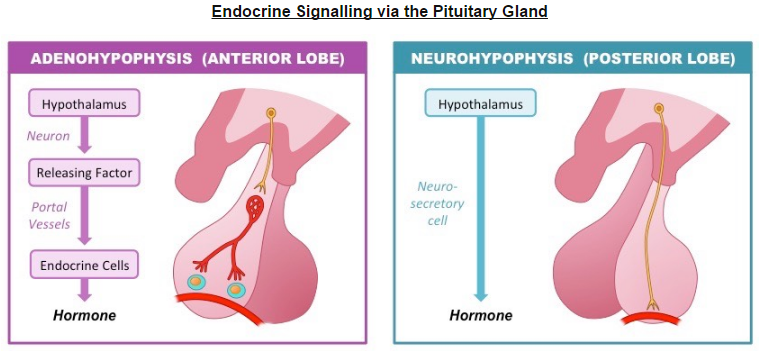 Endocrine Signalling via the Pituitary Gland
ADENOHYPOPHYSIS (ANTERIOR LOBE)
Hypothalamus
Neuron
Releasing Factor
Portal
Vessels
Endocrine Cells
Hormone
NEUROHYPOPHYSIS (POSTERIOR LOBE)
Hypothalamus
Neuro-
secretory
cell
Hormone